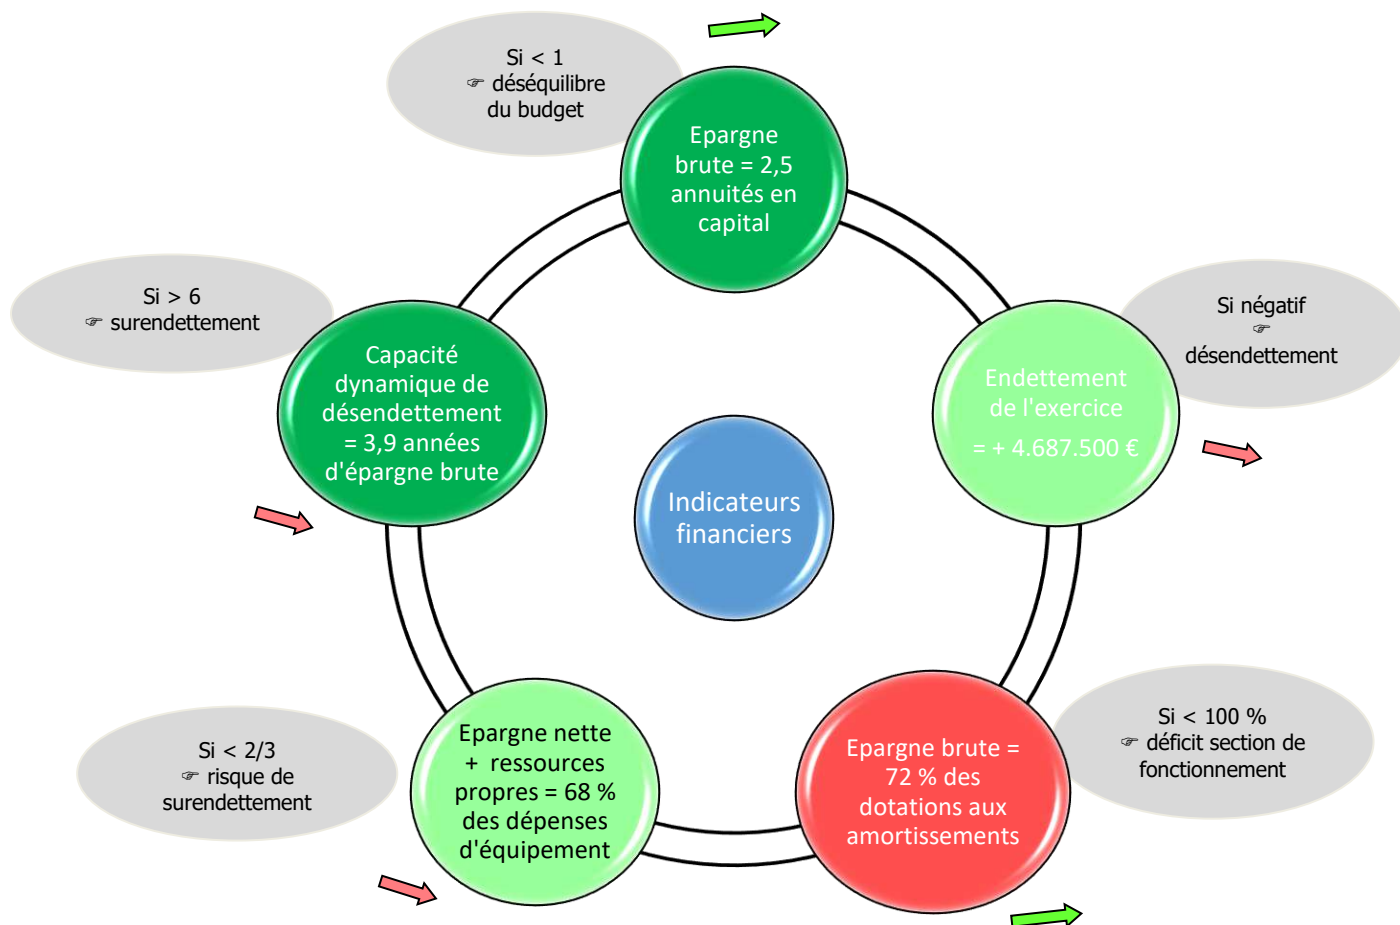 Si < 1
☞ déséquilibre
du budget
Epargne
brute = 2,5
annuités en
capital
Si négatif
☞
désendettement
Endettement
de l'exercice
= + 4.687.500 €
Si < 100 %
☞ déficit section de
fonctionnement
Epargne brute =
72 % des
dotations aux
amortissements
Si < 2/3
☞ risque de
surendettement
Epargne nette
+ ressources
propres = 68 %
des dépenses
d'équipement
Si > 6
☞ surendettement
Capacité
dynamique de
désendettement
= 3,9 années
d'épargne brute
Indicateurs
financiers